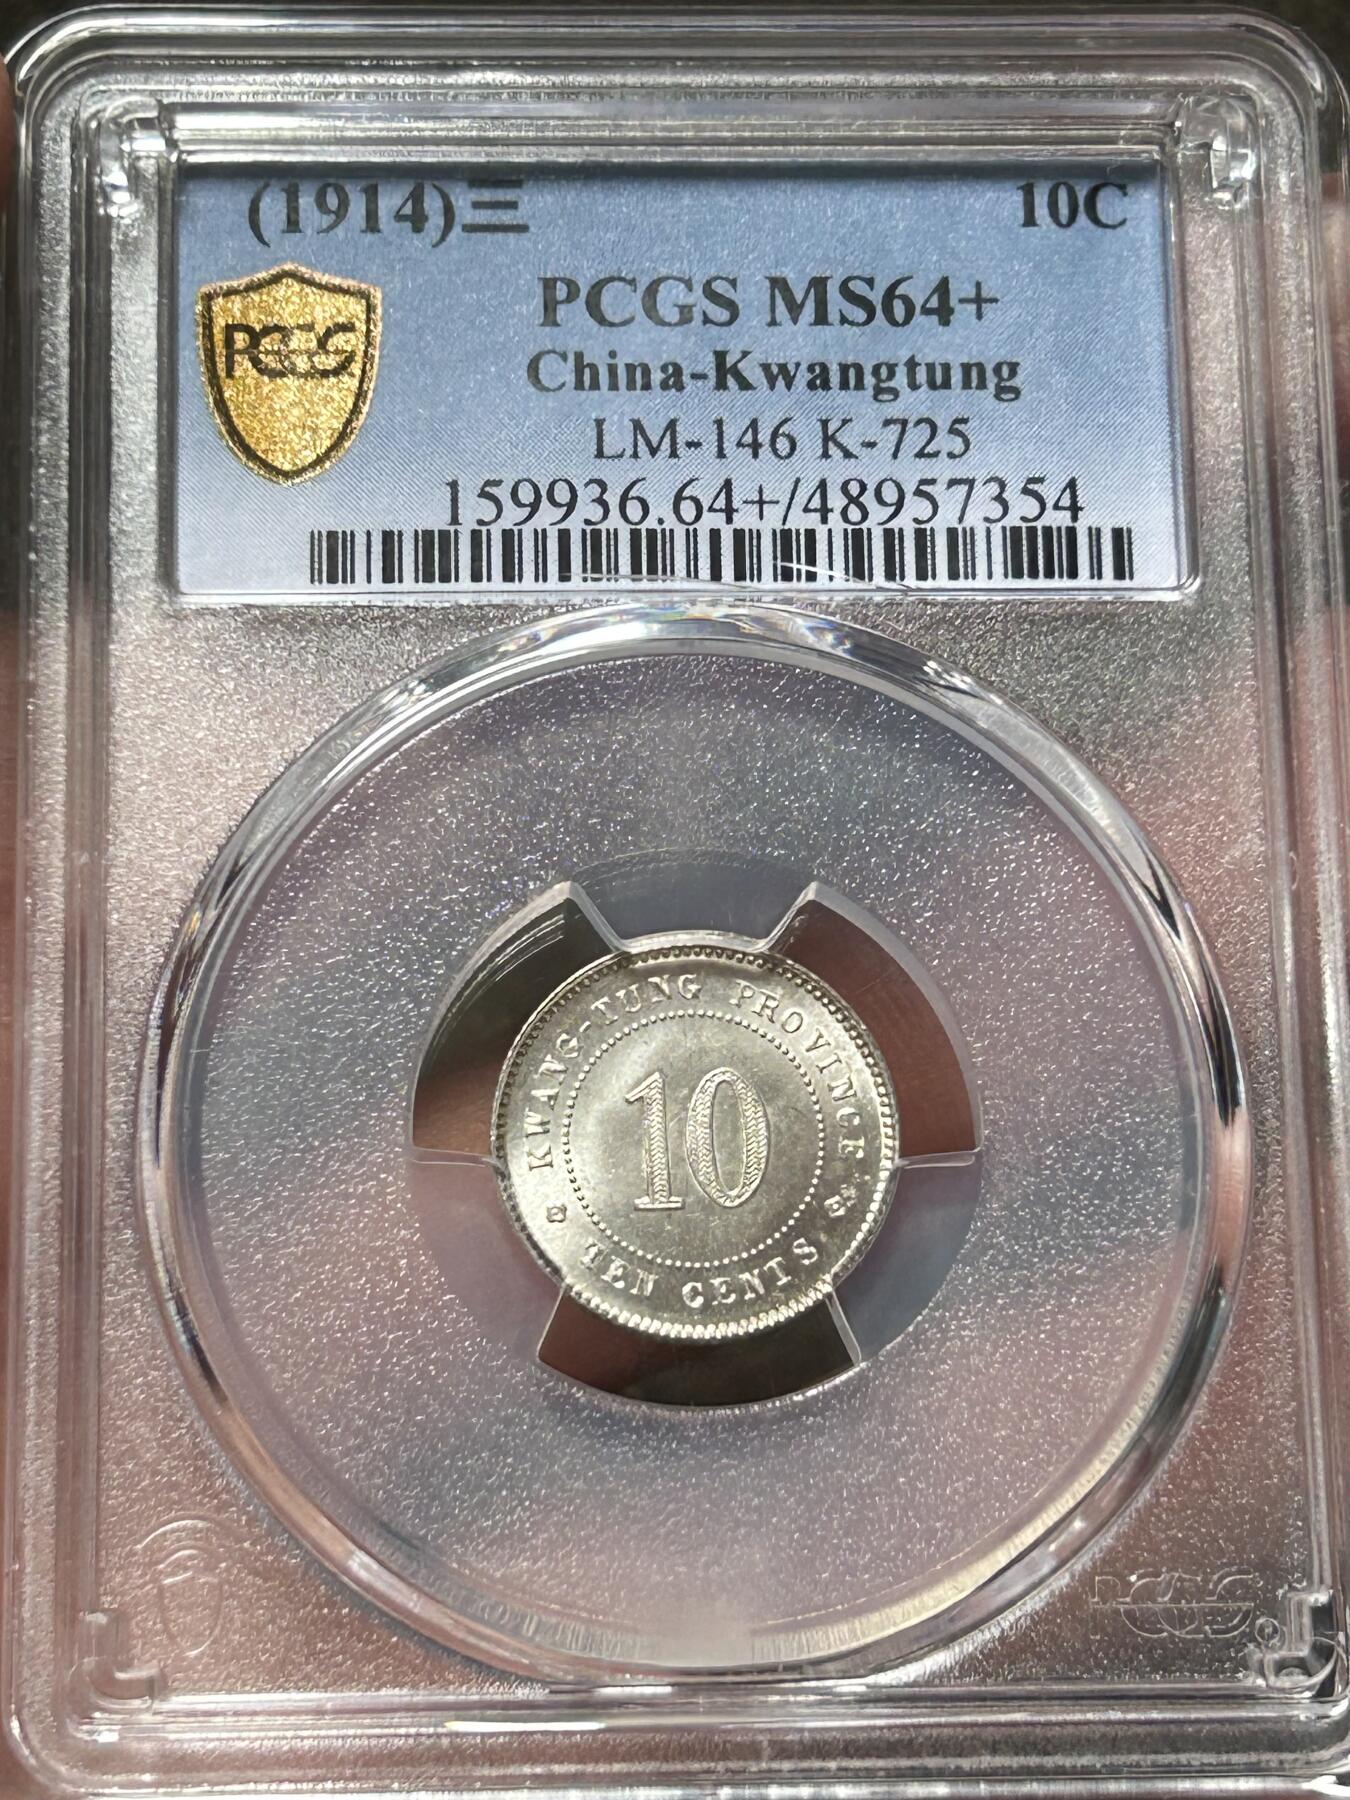 (1914)三 10C
PCGS MS64+
PCGS
China-Kwangtung
LM-146 K-725
159936.64+/48957354
KWANG-TUNG PROVINCE
10
TEN CENTS
PCGS